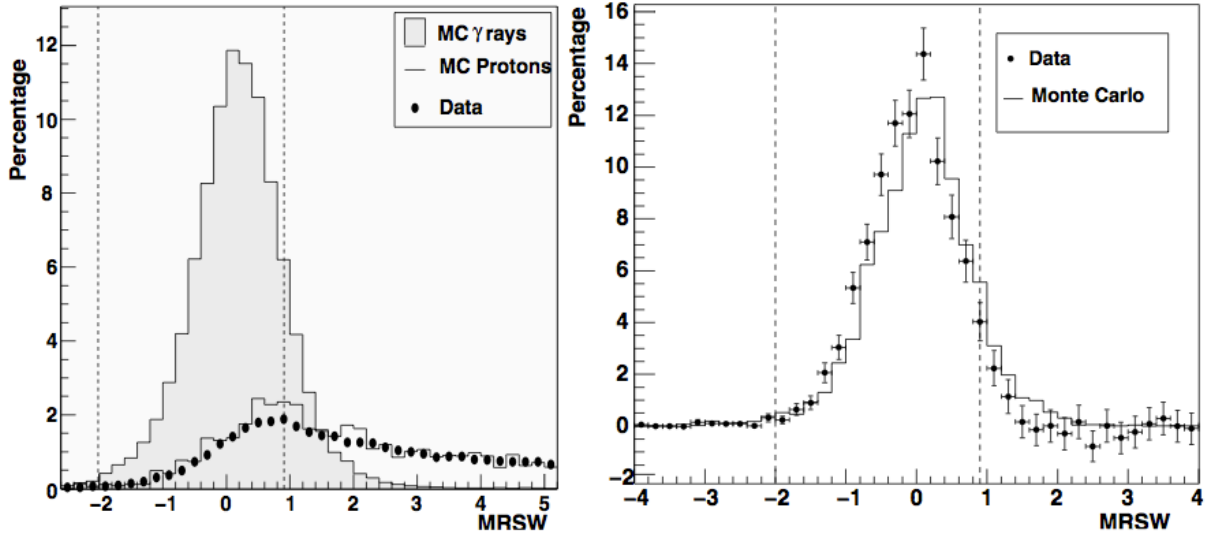 Percentage
12
10
8
6
4
2
0
−2 −1 0 1 2 3 4 5
MRSW
MC γ rays
MC Protons
Data
Percentage
16
14
12
10
8
6
4
2
0
−2
−4 −3 −2 −1 0 1 2 3 4
MRSW
Data
Monte Carlo